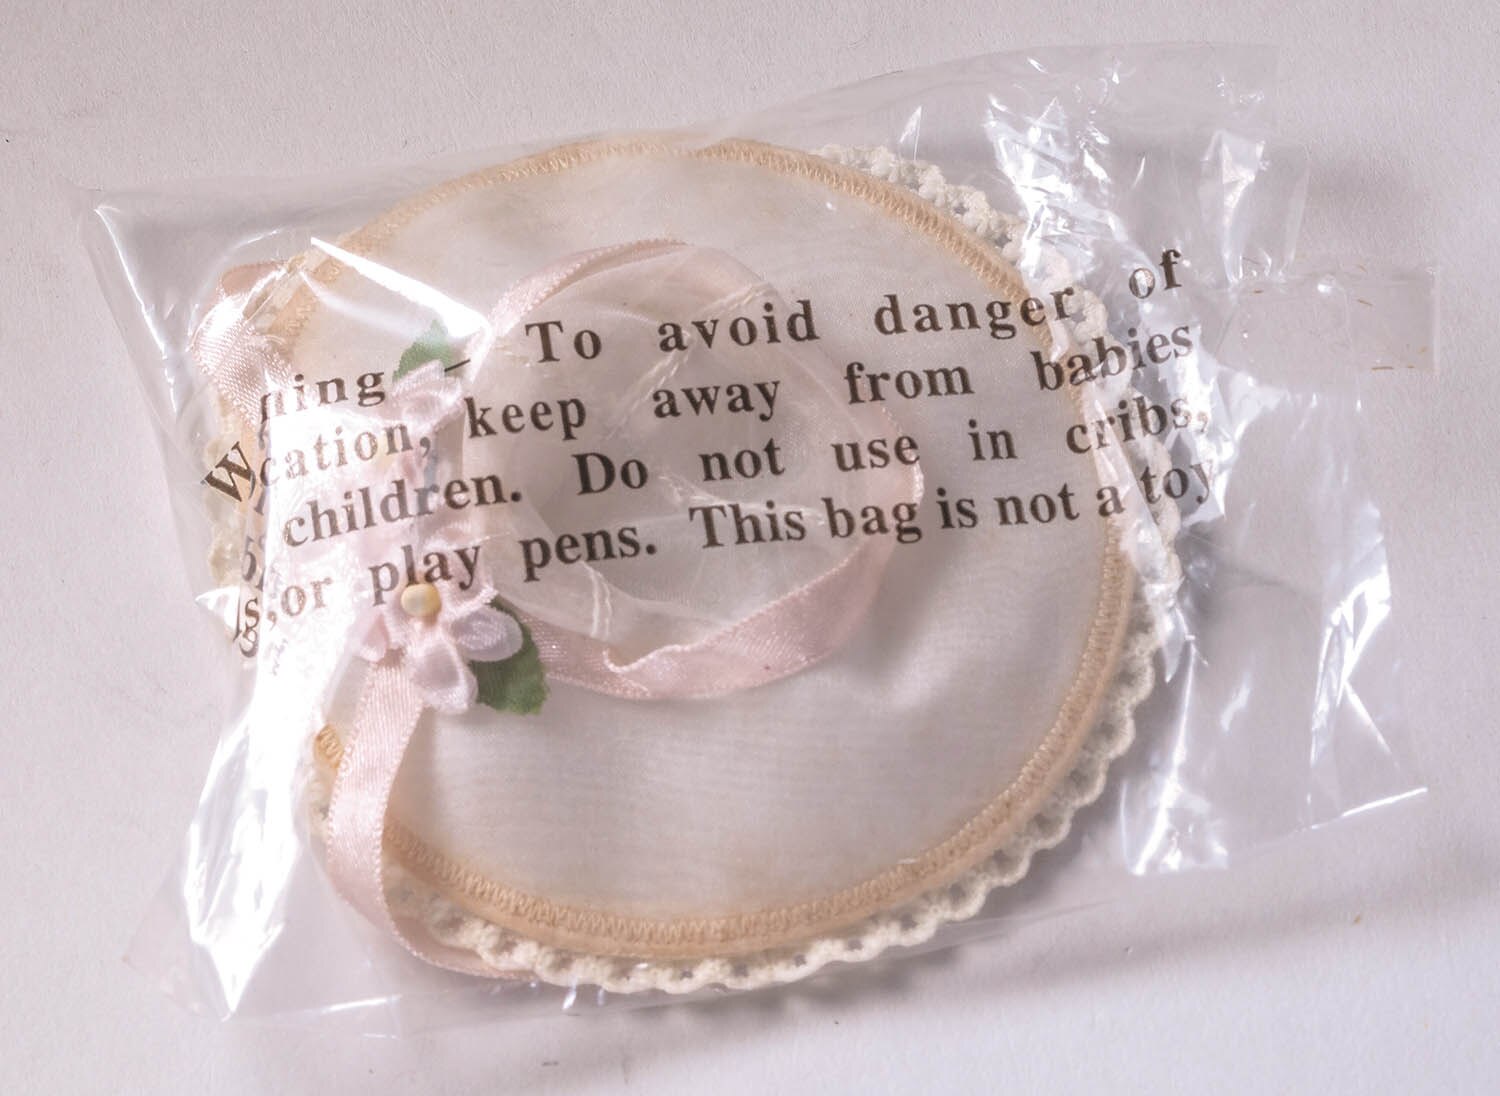 W ning – To avoid danger of
cation, keep away from babies
children. Do not use in cribs,
s, or play pens. This bag is not a toy